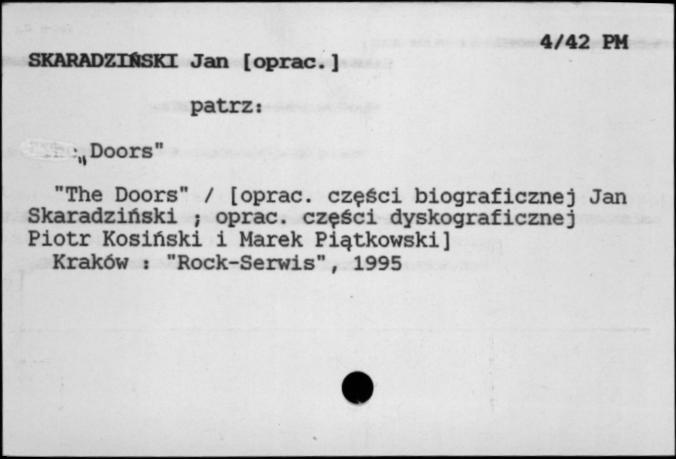 4/42 PM
SKARADZIŃSKI Jan [oprac.]
patrz:
„Doors"
"The Doors" / [oprac. części biograficznej Jan
Skaradziński ; oprac. części dyskograficznej
Piotr Kosiński i Marek Piątkowski]
Kraków : "Rock-Serwis", 1995